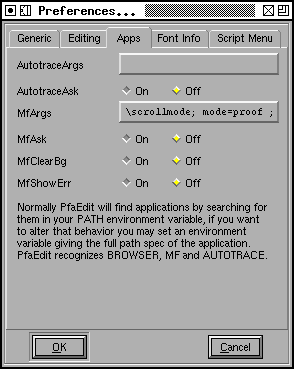 Preferences...
Generic Editing Apps Font Info Script Menu
AutotraceArgs
AutotraceAsk On Off
MfArgs \scrollmode; mode=proof ;
MfAsk On Off
MfClearBg On Off
MfShowErr On Off
Normally PfaEdit will find applications by searching for
them in your PATH environment variable, if you want
to alter that behavior you may set an environment
variable giving the full path spec of the application.
PfaEdit recognizes BROWSER, MF and AUTOTRACE.
OK Cancel